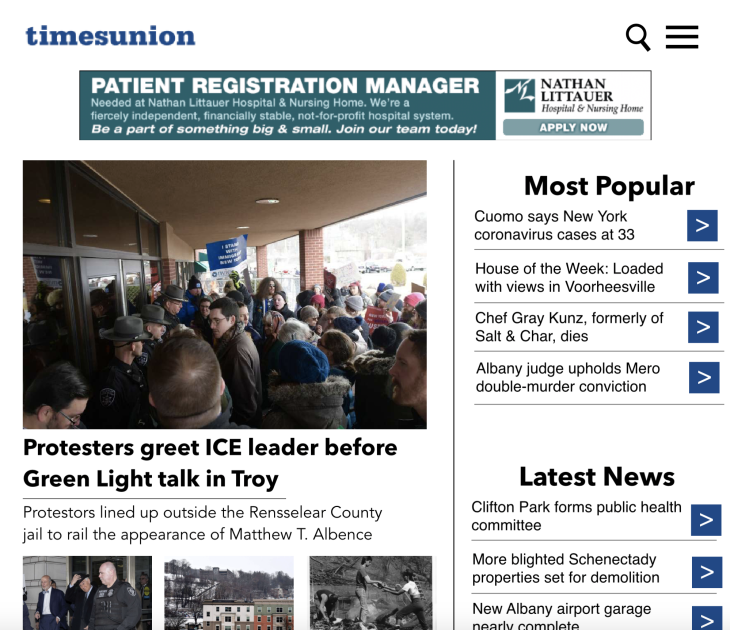 timesunion
PATIENT REGISTRATION MANAGER
Needed at Nathan Littauer Hospital & Nursing Home. We're a
fiercely independent, financially stable, not-for-profit hospital system.
Be a part of something big & small. Join our team today!
NATHAN
LITTAUER
Hospital & Nursing Home
APPLY NOW
I STAND
WITH
IMMIGRANT
NEW YORK
Protesters greet ICE leader before
Green Light talk in Troy
Protestors lined up outside the Rensselear County
jail to rail the appearance of Matthew T. Albence
Most Popular
Cuomo says New York
coronavirus cases at 33
>
House of the Week: Loaded
with views in Voorheesville
>
Chef Gray Kunz, formerly of
Salt & Char, dies
>
Albany judge upholds Mero
double-murder conviction
>
Latest News
Clifton Park forms public health
committee
>
More blighted Schenectady
properties set for demolition
>
New Albany airport garage
nearly complete
>